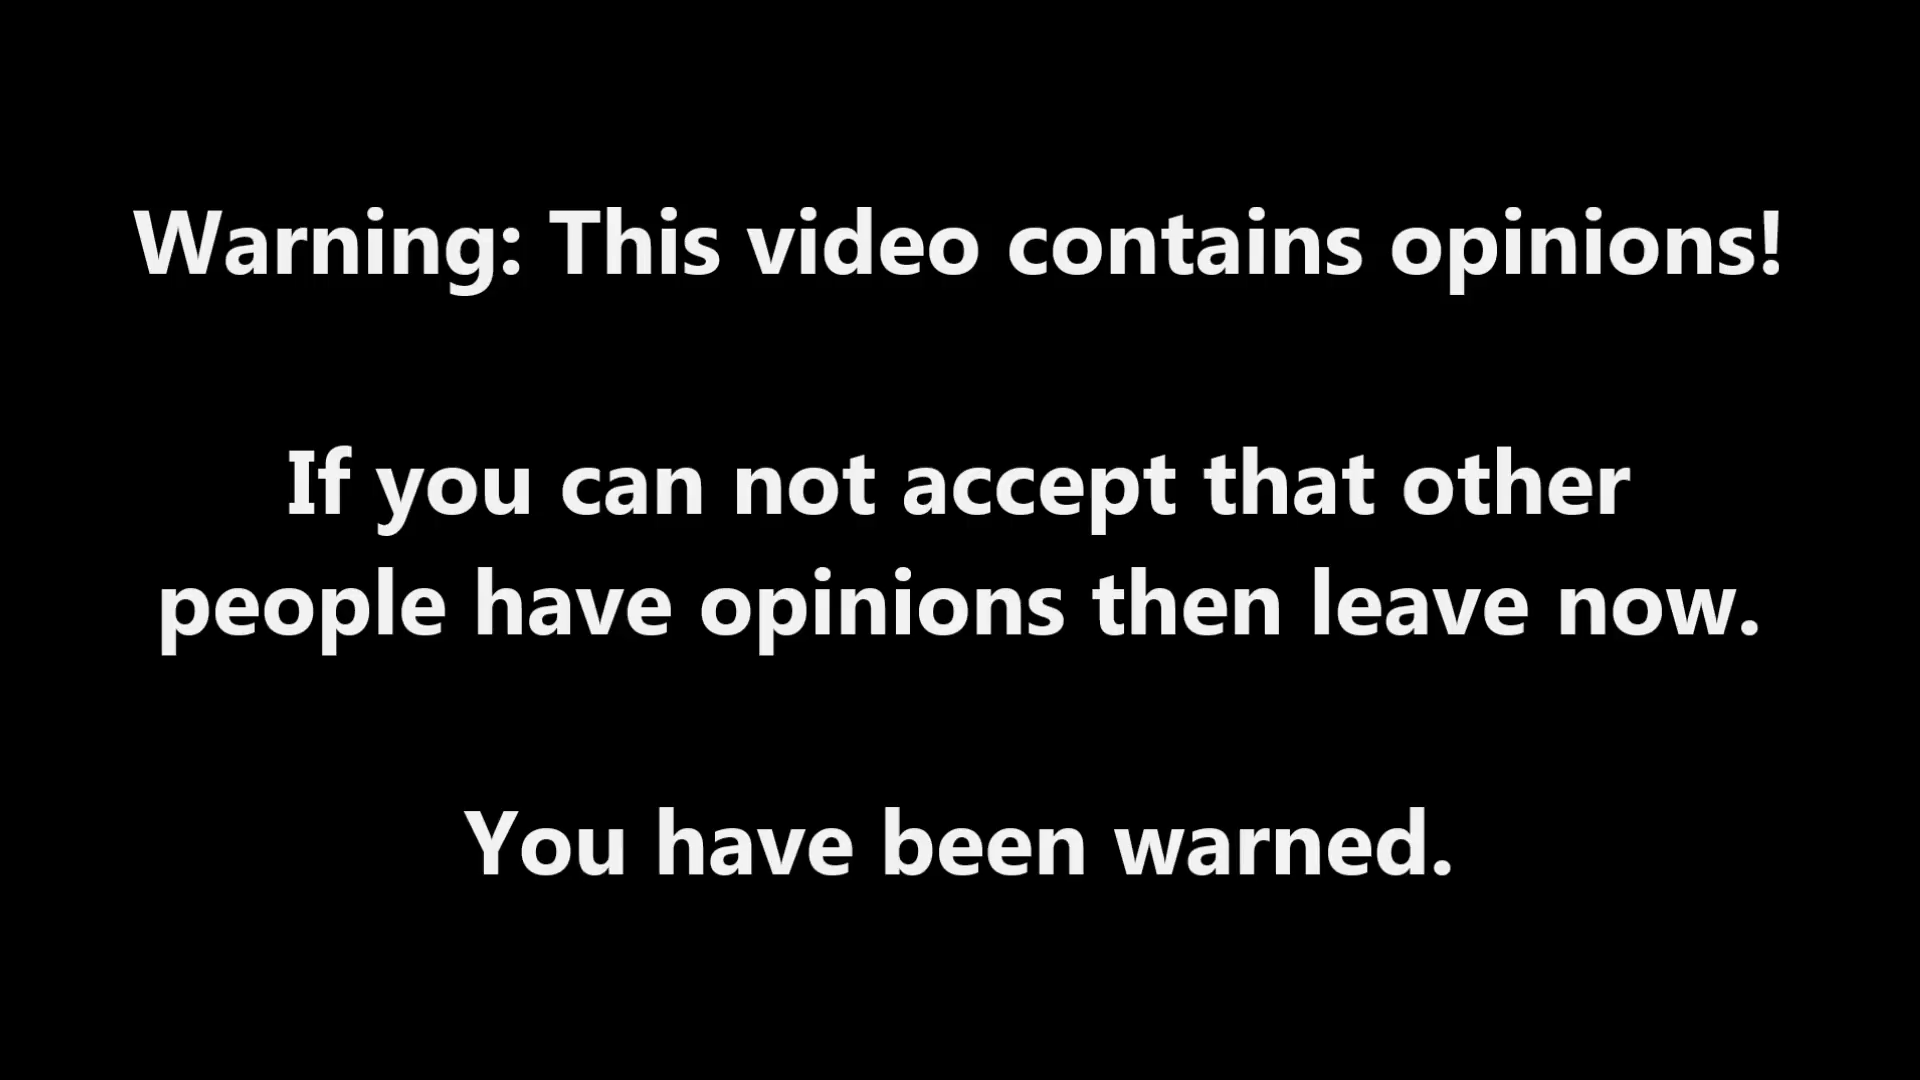 Warning: This video contains opinions!
If you can not accept that other
people have opinions then leave now.
You have been warned.